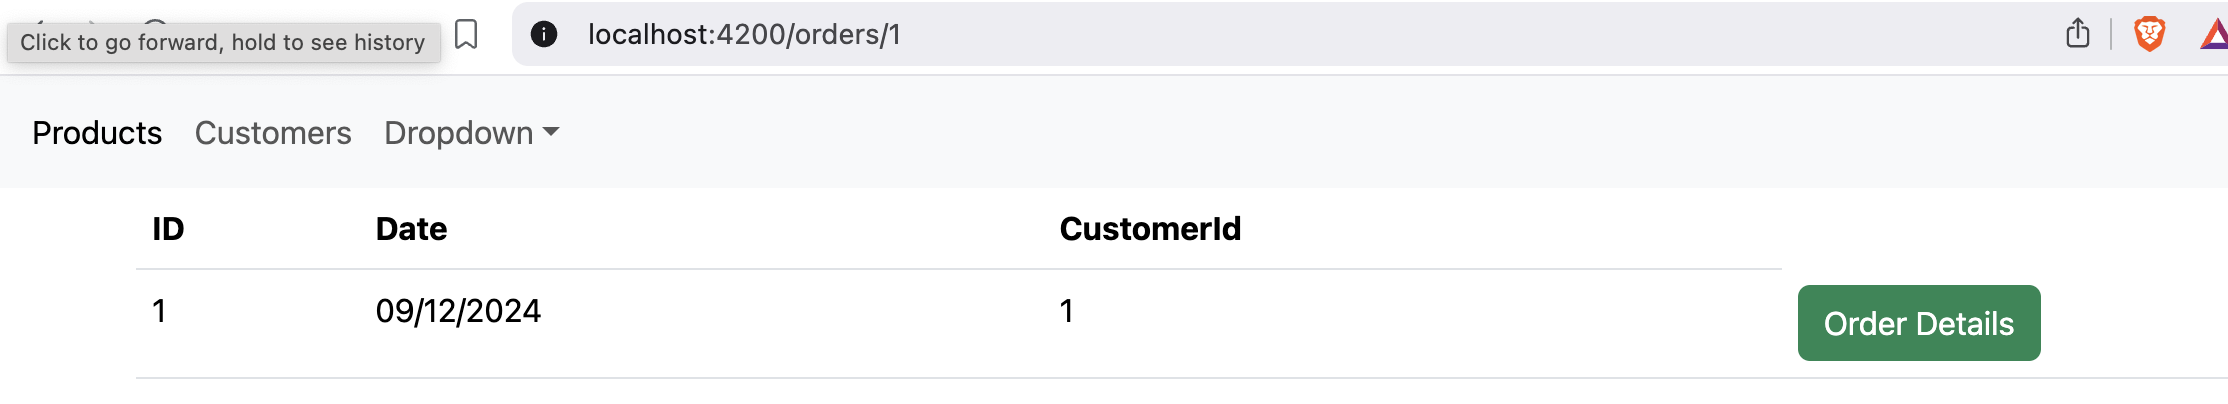 Click to go forward, hold to see history
localhost:4200/orders/1
Products Customers Dropdown
ID Date CustomerId
1 09/12/2024 1 Order Details